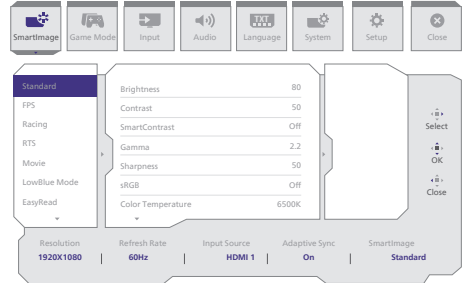 SmartImage
Game Mode
Input
Audio
TXT
Language
System
Setup
Close
Standard
FPS
Racing
RTS
Movie
LowBlue Mode
EasyRead
Brightness 80
Contrast 50
SmartContrast Off
Gamma 2.2
Sharpness 50
sRGB Off
Color Temperature 6500K
Select
OK
Close
Resolution Refresh Rate Input Source Adaptive Sync SmartImage
1920X1080 | 60Hz | HDMI 1 | On | Standard